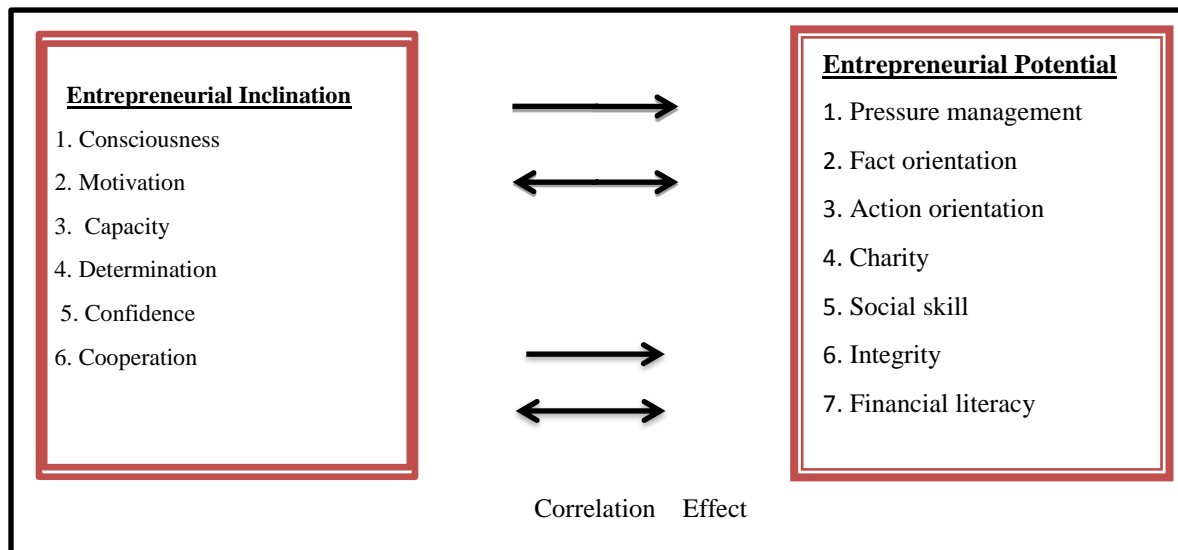 Entrepreneurial Inclination
1. Consciousness
2. Motivation
3. Capacity
4. Determination
5. Confidence
6. Cooperation
Entrepreneurial Potential
1. Pressure management
2. Fact orientation
3. Action orientation
4. Charity
5. Social skill
6. Integrity
7. Financial literacy
Correlation Effect